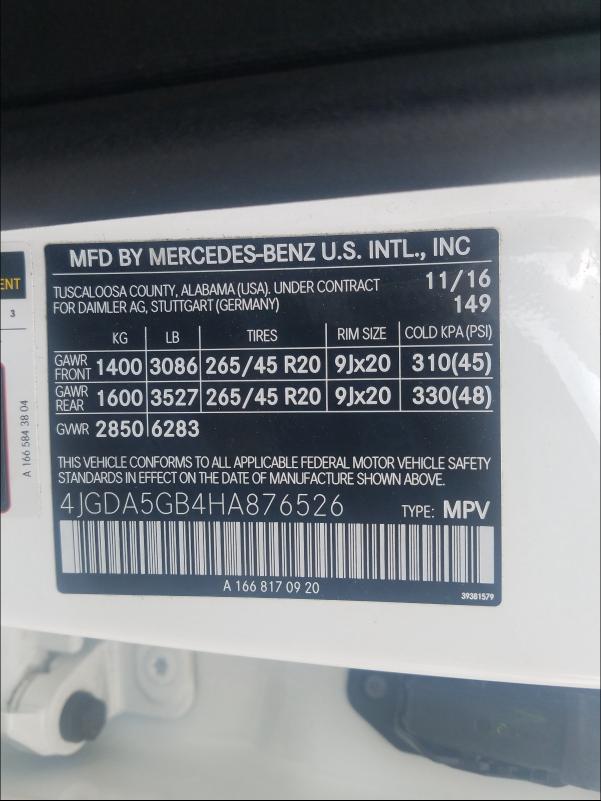 MFD BY MERCEDES-BENZ U.S. INTL., INC
TUSCALOOSA COUNTY, ALABAMA (USA). UNDER CONTRACT 11/16
FOR DAIMLER AG, STUTTGART (GERMANY) 149
KG LB TIRES RIM SIZE COLD KPA (PSI)
GAWR FRONT 1400 3086 265/45 R20 9Jx20 310(45)
GAWR REAR 1600 3527 265/45 R20 9Jx20 330(48)
GVWR 2850 6283
THIS VEHICLE CONFORMS TO ALL APPLICABLE FEDERAL MOTOR VEHICLE SAFETY
STANDARDS IN EFFECT ON THE DATE OF MANUFACTURE SHOWN ABOVE.
4JGDA5GB4HA876526 TYPE: MPV
A 166 817 09 20
39381579
ENT
3
A 166 584 38 04